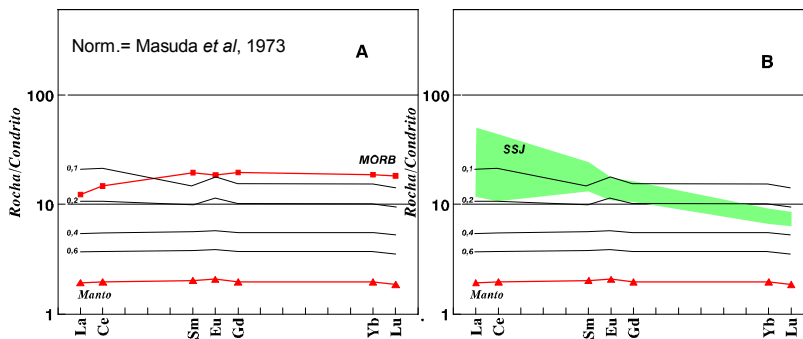 Norm.= Masuda et al, 1973
A
Rocha/Condrito
100
10
1
0,1
0,2
0,4
0,6
MORB
Manto
La
Ce
Sm
Eu
Gd
Yb
Lu
B
Rocha/Condrito
100
10
1
SSJ
0,1
0,2
0,4
0,6
Manto
La
Ce
Sm
Eu
Gd
Yb
Lu